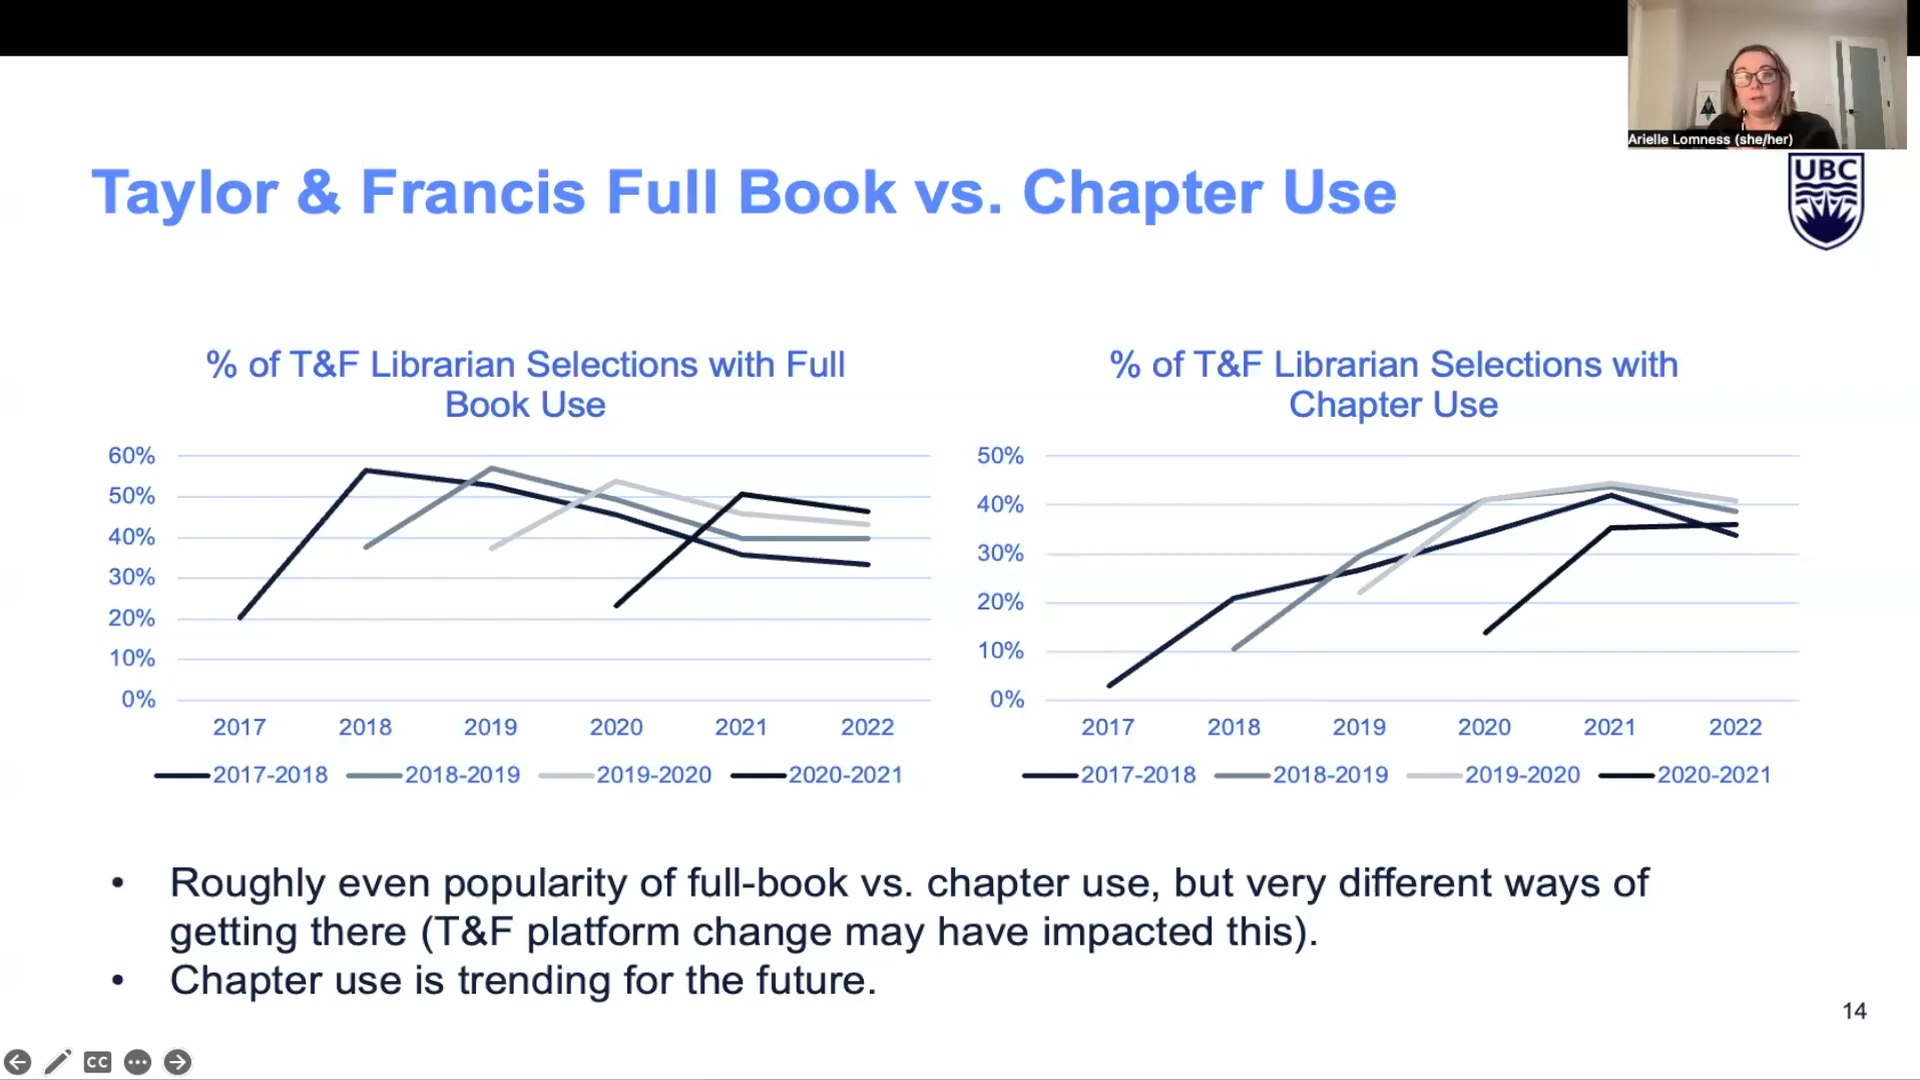 Arielle Lomness (she/her)
UBC
Taylor & Francis Full Book vs. Chapter Use
% of T&F Librarian Selections with Full
Book Use
60%
50%
40%
30%
20%
10%
0%
2017 2018 2019 2020 2021 2022
2017-2018 2018-2019 2019-2020 2020-2021
% of T&F Librarian Selections with
Chapter Use
50%
40%
30%
20%
10%
0%
2017 2018 2019 2020 2021 2022
2017-2018 2018-2019 2019-2020 2020-2021
• Roughly even popularity of full-book vs. chapter use, but very different ways of
getting there (T&F platform change may have impacted this).
• Chapter use is trending for the future.
14
CC